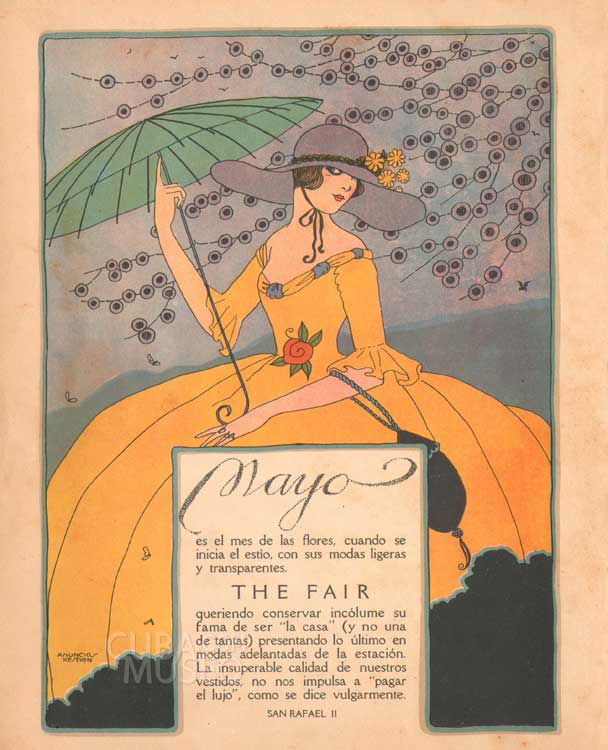 Mayo
es el mes de las flores, cuando se
inicia el estio, con sus modas ligeras
y transparentes.
THE FAIR
queriendo conservar incólume su
fama de ser "la casa" (y no una
de tantas) presentando lo último en
modas adelantadas de la estación.
La insuperable calidad de nuestros
vestidos, no nos impulsa a "pagar
el lujo", como se dice vulgarmente.
SAN RAFAEL II
ANUNCIOS
KESEVEN